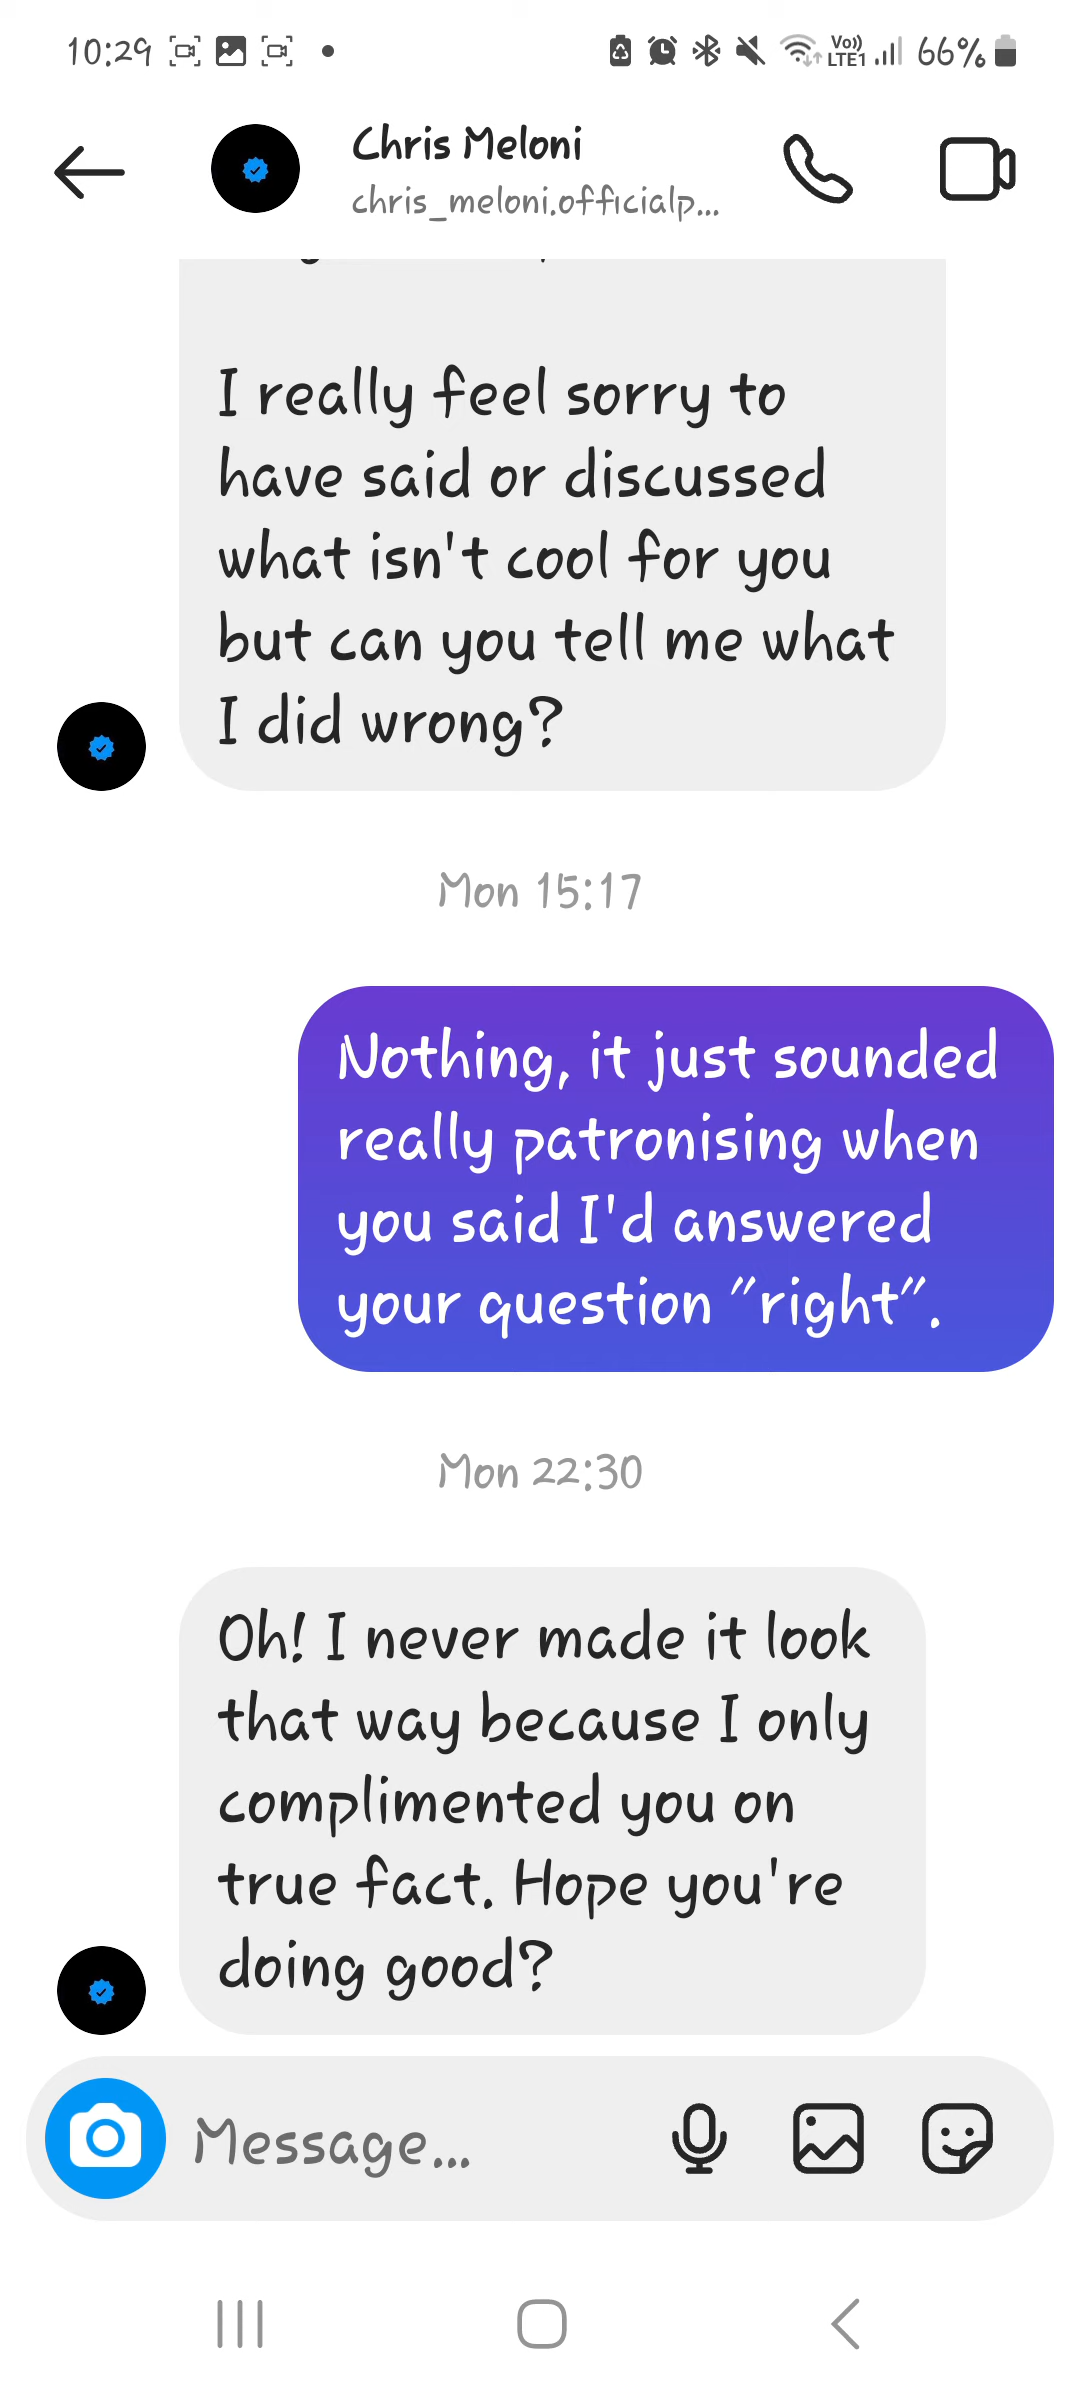 10:29
Vo))
LTE1
66%
Chris Meloni
chris_meloni.officialp...
I really feel sorry to
have said or discussed
what isn't cool for you
but can you tell me what
I did wrong?
Mon 15:17
Nothing, it just sounded
really patronising when
you said I'd answered
your question "right".
Mon 22:30
Oh! I never made it look
that way because I only
complimented you on
true fact. Hope you're
doing good?
Message...